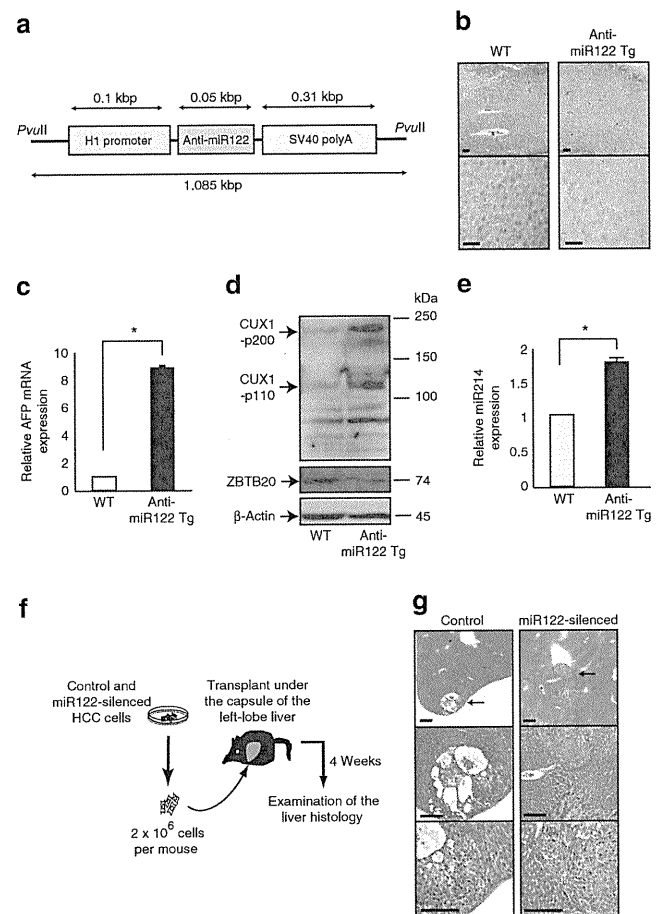 a
0.1 kbp
0.05 kbp
0.31 kbp
PvuII
H1 promoter
Anti-miR122
SV40 polyA
PvuII
1.085 kbp
b
WT
Anti-
miR122 Tg
c
*
Relative AFP mRNA
expression
10
8
6
4
2
0
WT
Anti-
miR122 Tg
d
kDa
CUX1
-p200
250
150
CUX1
-p110
100
ZBTB20
74
β-Actin
45
WT
Anti-
miR122 Tg
e
*
Relative miR214
expression
2
1.5
1
0.5
0
WT
Anti-
miR122 Tg
f
Control and
miR122-silenced
HCC cells
Transplant under
the capsule of the
left-lobe liver
4 Weeks
2 x 10^6 cells
per mouse
Examination of the
liver histology
g
Control
miR122-silenced